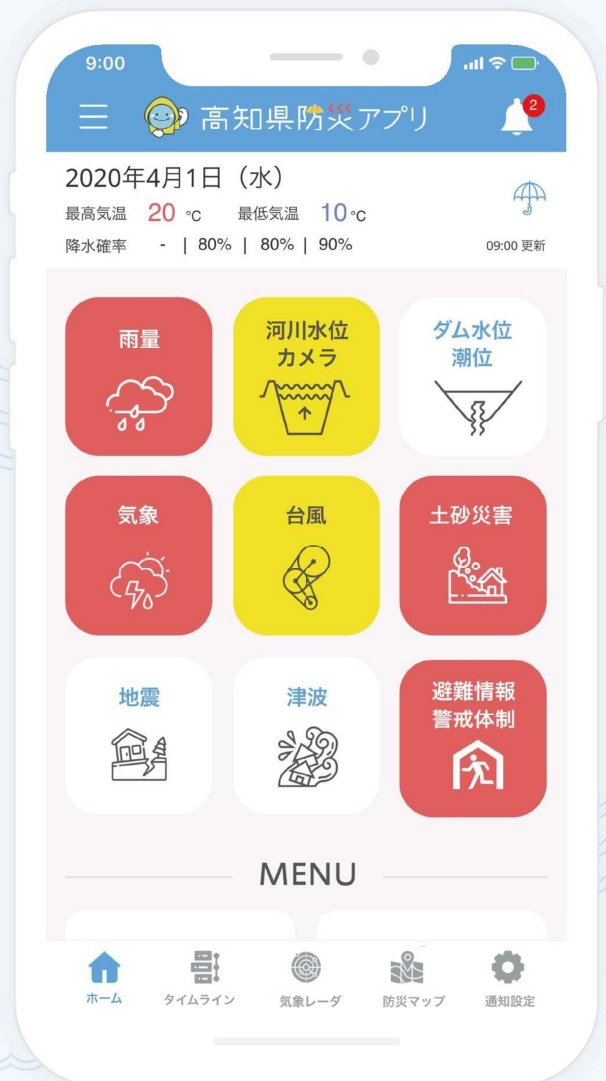 9:00
高知県防災アプリ
2
2020年4月1日（水）
最高気温 20 ℃ 最低気温 10 ℃
降水確率 - | 80% | 80% | 90%
09:00 更新
雨量
河川水位
カメラ
ダム水位
潮位
気象
台風
土砂災害
地震
津波
避難情報
警戒体制
MENU
ホーム
タイムライン
気象レーダ
防災マップ
通知設定